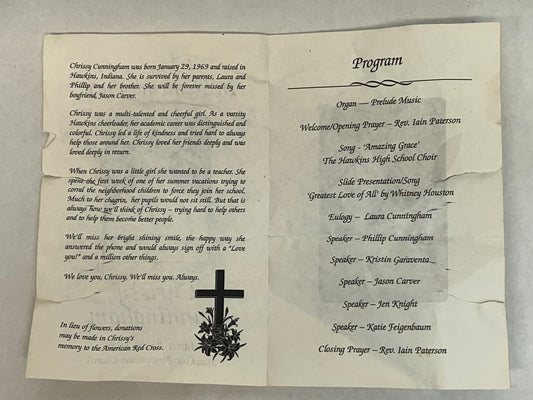 Chrissy Cunningham was born January 29, 1969 and raised in
Hawkins, Indiana. She is survived by her parents, Laura and
Phillip and her brother. She will be forever missed by her
boyfriend, Jason Carver.
Chrissy was a multi-talented and cheerful girl. As a varsity
Hawkins cheerleader, her academic career was distinguished and
colorful. Chrissy led a life of kindness and tried hard to always
help those around her. Chrissy loved her friends deeply and was
loved deeply in return.
When Chrissy was a little girl she wanted to be a teacher. She
spent the first week of one of her summer vacations trying to
corral the neighborhood children to force they join her school.
Much to her chagrin, her pupils would not sit still. But that is
always how we'll think of Chrissy – trying hard to help others
and to help them become better people.
We'll miss her bright shining smile, the happy way she
answered the phone and would always sign off with a "Love
you!" and a million other things.
We love you, Chrissy. We'll miss you. Always.
In lieu of flowers, donations
may be made in Chrissy's
memory to the American Red Cross.
Program
Organ — Prelude Music
Welcome/Opening Prayer – Rev. Iain Paterson
Song - 'Amazing Grace'
The Hawkins High School Choir
Slide Presentation/Song
'Greatest Love of All' by Whitney Houston
Eulogy – Laura Cunningham
Speaker – Phillip Cunningham
Speaker – Kristin Garaventa
Speaker – Jason Carver
Speaker – Jen Knight
Speaker – Katie Feigenbaum
Closing Prayer – Rev. Iain Paterson